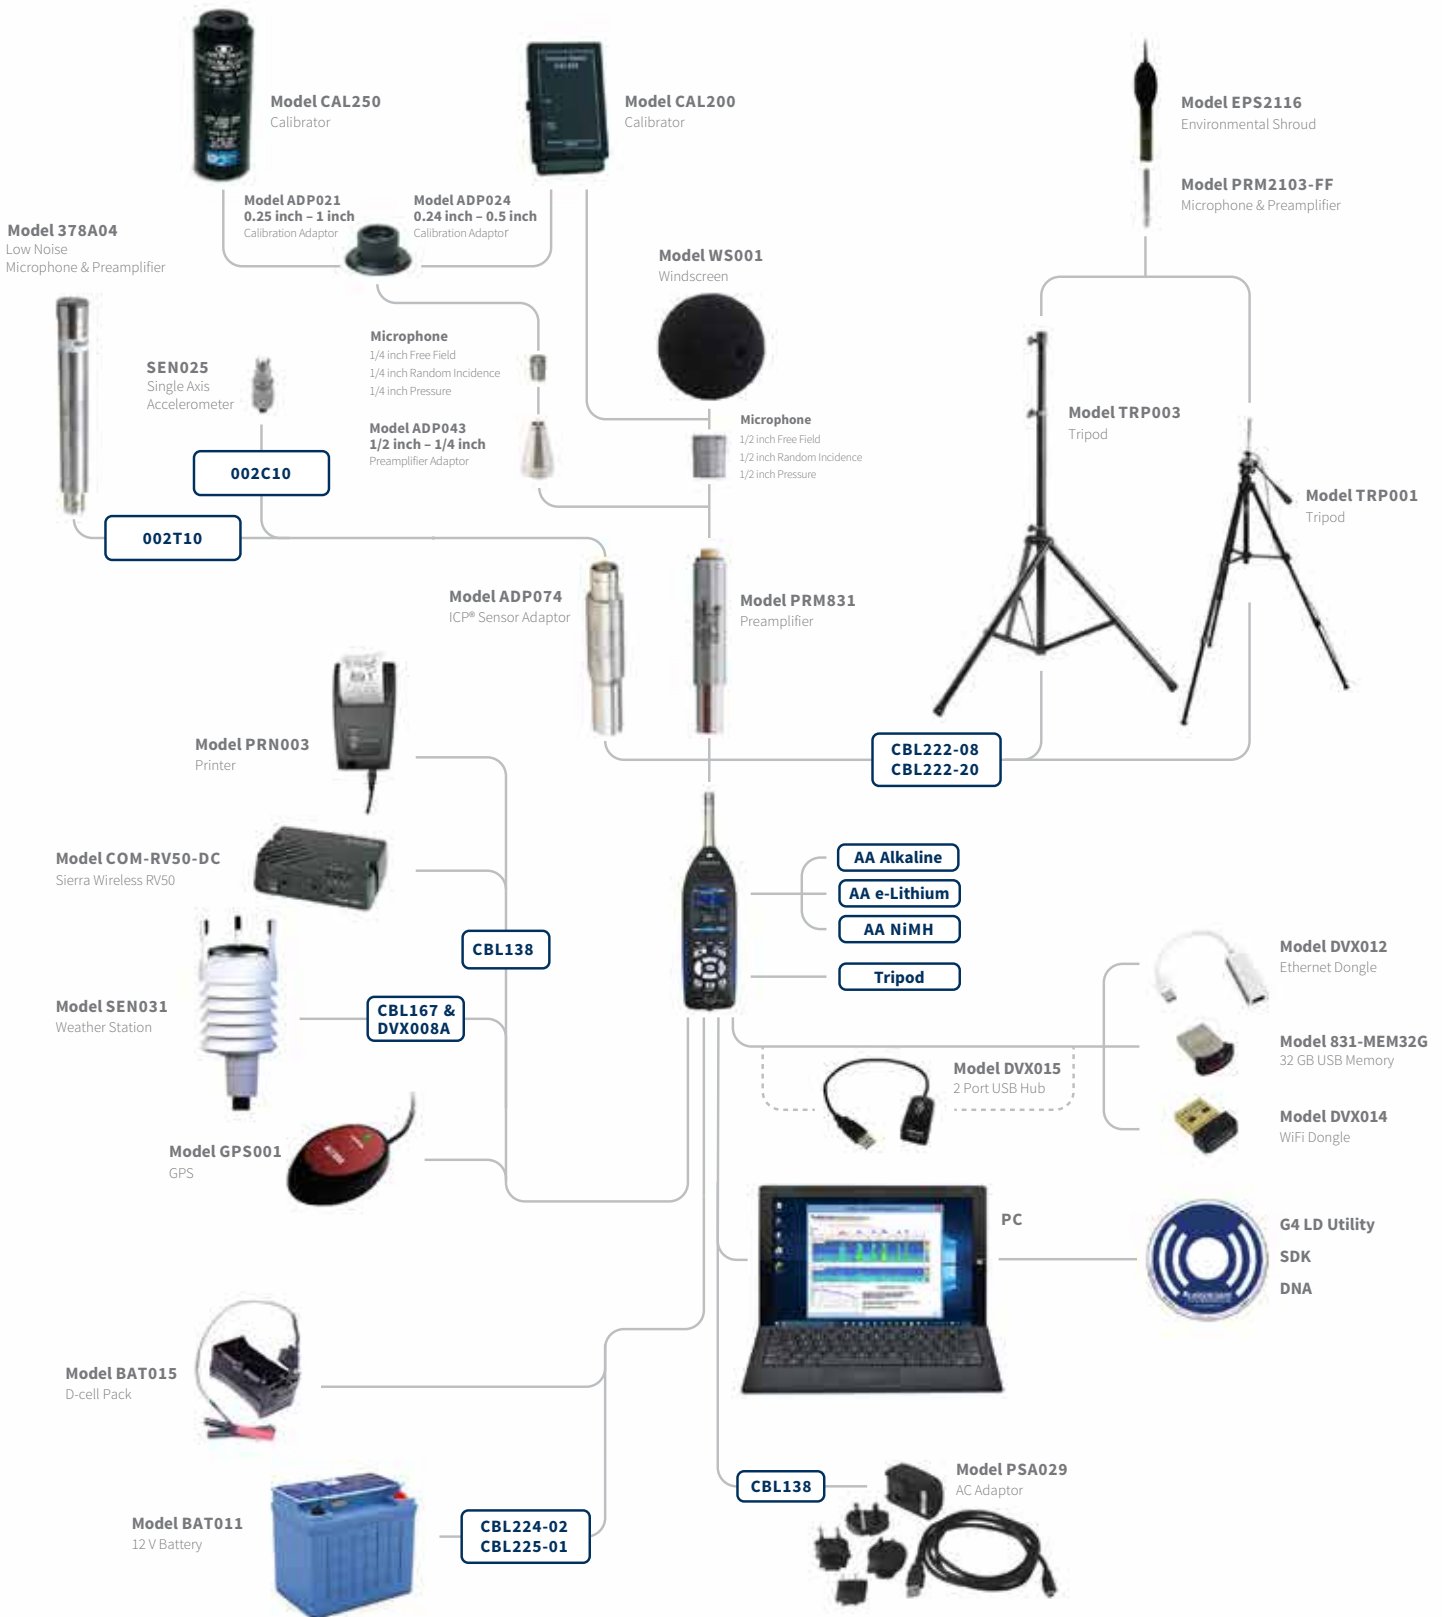 Model CAL250
Calibrator
Model CAL200
Calibrator
Model EPS2116
Environmental Shroud
Model PRM2103-FF
Microphone & Preamplifier
Model ADP021
0.25 inch – 1 inch
Calibration Adaptor
Model ADP024
0.24 inch – 0.5 inch
Calibration Adaptor
Model 378A04
Low Noise
Microphone & Preamplifier
Model WS001
Windscreen
SEN025
Single Axis
Accelerometer
Microphone
1/4 inch Free Field
1/4 inch Random Incidence
1/4 inch Pressure
Model ADP043
1/2 inch – 1/4 inch
Preamplifier Adaptor
Microphone
1/2 inch Free Field
1/2 inch Random Incidence
1/2 inch Pressure
Model TRP003
Tripod
Model TRP001
Tripod
002C10
002T10
Model ADP074
ICP® Sensor Adaptor
Model PRM831
Preamplifier
Model PRN003
Printer
CBL222-08
CBL222-20
Model COM-RV50-DC
Sierra Wireless RV50
AA Alkaline
AA e-Lithium
AA NiMH
Tripod
CBL138
Model SEN031
Weather Station
CBL167 &
DVX008A
Model DVX012
Ethernet Dongle
Model 831-MEM32G
32 GB USB Memory
Model DVX015
2 Port USB Hub
Model DVX014
WiFi Dongle
Model GPS001
GPS
PC
G4 LD Utility
SDK
DNA
Model BAT015
D-cell Pack
Model BAT011
12 V Battery
CBL224-02
CBL225-01
CBL138
Model PSA029
AC Adaptor